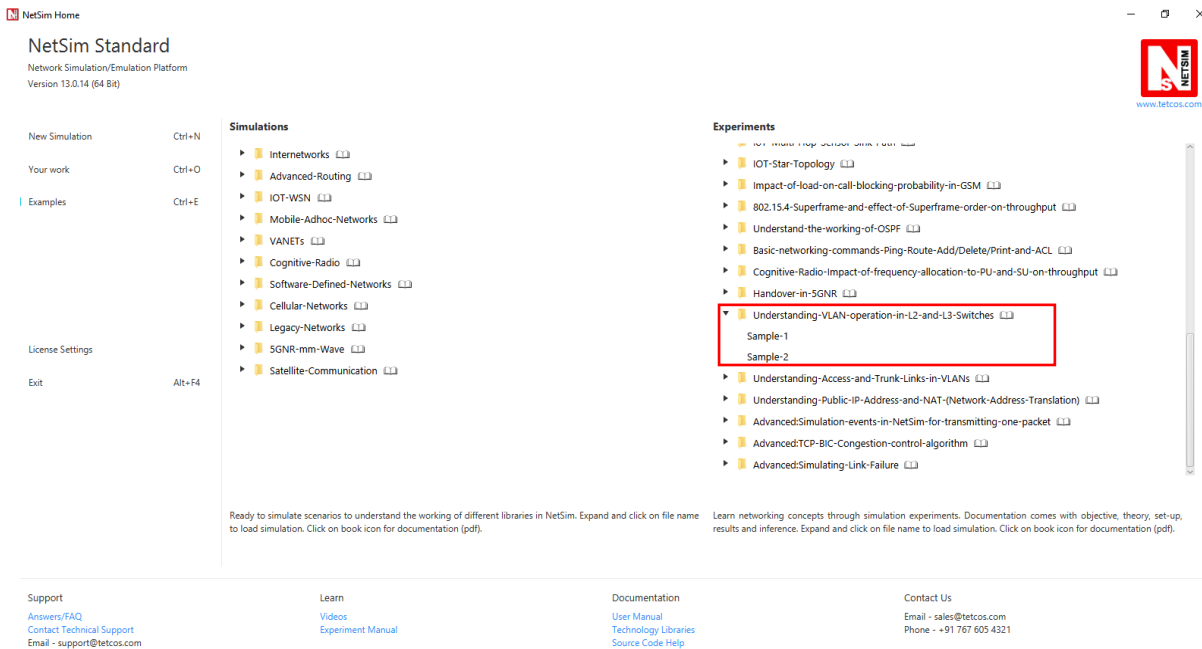 NetSim Home
NetSim Standard
Network Simulation/Emulation Platform
Version 13.0.14 (64 Bit)
NETSIM
www.tetcos.com
New Simulation Ctrl+N
Your work Ctrl+O
Examples Ctrl+E
License Settings
Exit Alt+F4
Simulations
Internetworks
Advanced-Routing
IOT-WSN
Mobile-Adhoc-Networks
VANETs
Cognitive-Radio
Software-Defined-Networks
Cellular-Networks
Legacy-Networks
5GNR-mm-Wave
Satellite-Communication
Ready to simulate scenarios to understand the working of different libraries in NetSim. Expand and click on file name
to load simulation. Click on book icon for documentation (pdf).
Experiments
IOT-Multi-Hop-Sensor-Sink-Path
IOT-Star-Topology
Impact-of-load-on-call-blocking-probability-in-GSM
802.15.4-Superframe-and-effect-of-Superframe-order-on-throughput
Understand-the-working-of-OSPF
Basic-networking-commands-Ping-Route-Add/Delete/Print-and-ACL
Cognitive-Radio-Impact-of-frequency-allocation-to-PU-and-SU-on-throughput
Handover-in-5GNR
Understanding-VLAN-operation-in-L2-and-L3-Switches
Sample-1
Sample-2
Understanding-Access-and-Trunk-Links-in-VLANs
Understanding-Public-IP-Address-and-NAT-(Network-Address-Translation)
Advanced:Simulation-events-in-NetSim-for-transmitting-one-packet
Advanced:TCP-BIC-Congestion-control-algorithm
Advanced:Simulating-Link-Failure
Learn networking concepts through simulation experiments. Documentation comes with objective, theory, set-up,
results and inference. Expand and click on file name to load simulation. Click on book icon for documentation (pdf).
Support
Answers/FAQ
Contact Technical Support
Email - support@tetcos.com
Learn
Videos
Experiment Manual
Documentation
User Manual
Technology Libraries
Source Code Help
Contact Us
Email - sales@tetcos.com
Phone - +91 767 605 4321